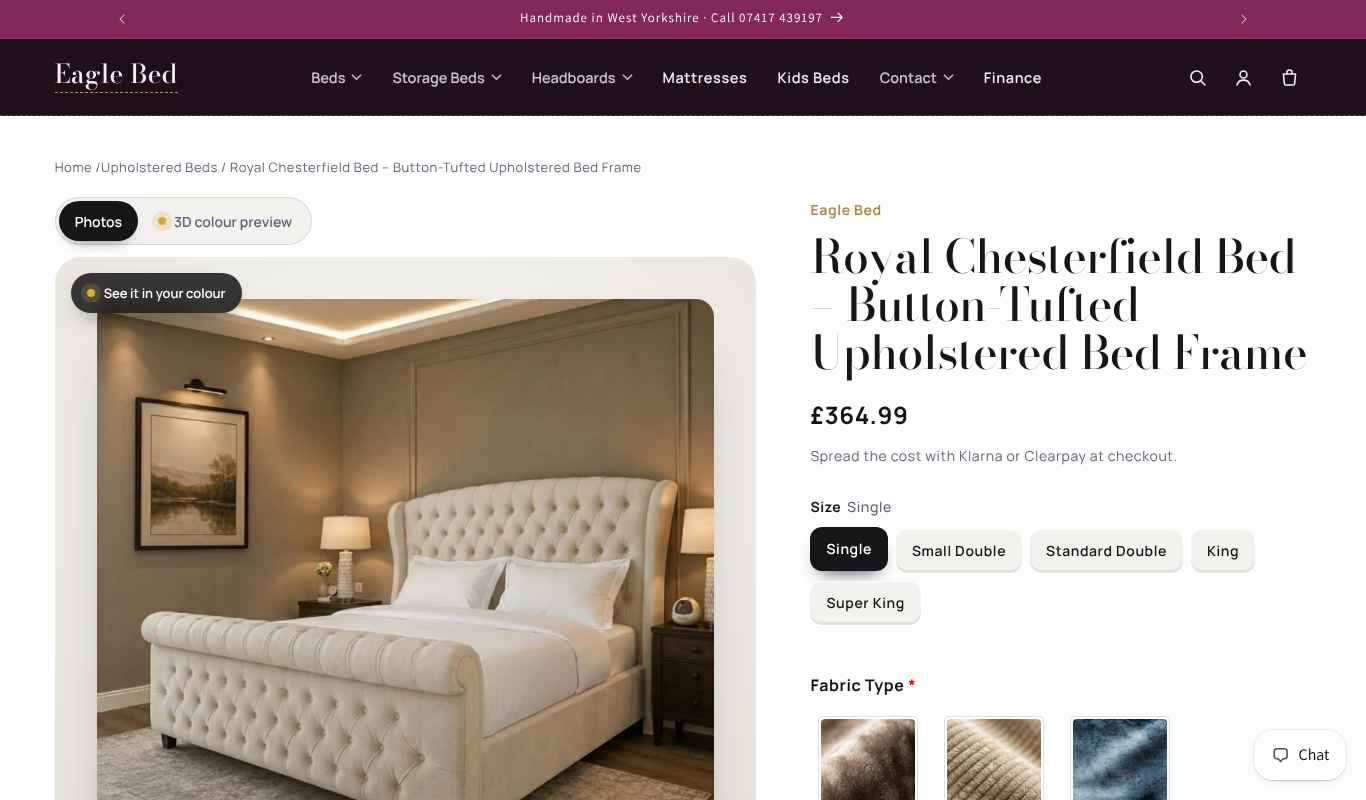 Handmade in West Yorkshire · Call 07417 439197
Eagle Bed
Beds
Storage Beds
Headboards
Mattresses
Kids Beds
Contact
Finance
Home /Upholstered Beds / Royal Chesterfield Bed – Button-Tufted Upholstered Bed Frame
Photos
3D colour preview
See it in your colour
Eagle Bed
Royal Chesterfield Bed
– Button-Tufted
Upholstered Bed Frame
£364.99
Spread the cost with Klarna or Clearpay at checkout.
Size Single
Single
Small Double
Standard Double
King
Super King
Fabric Type *
Chat